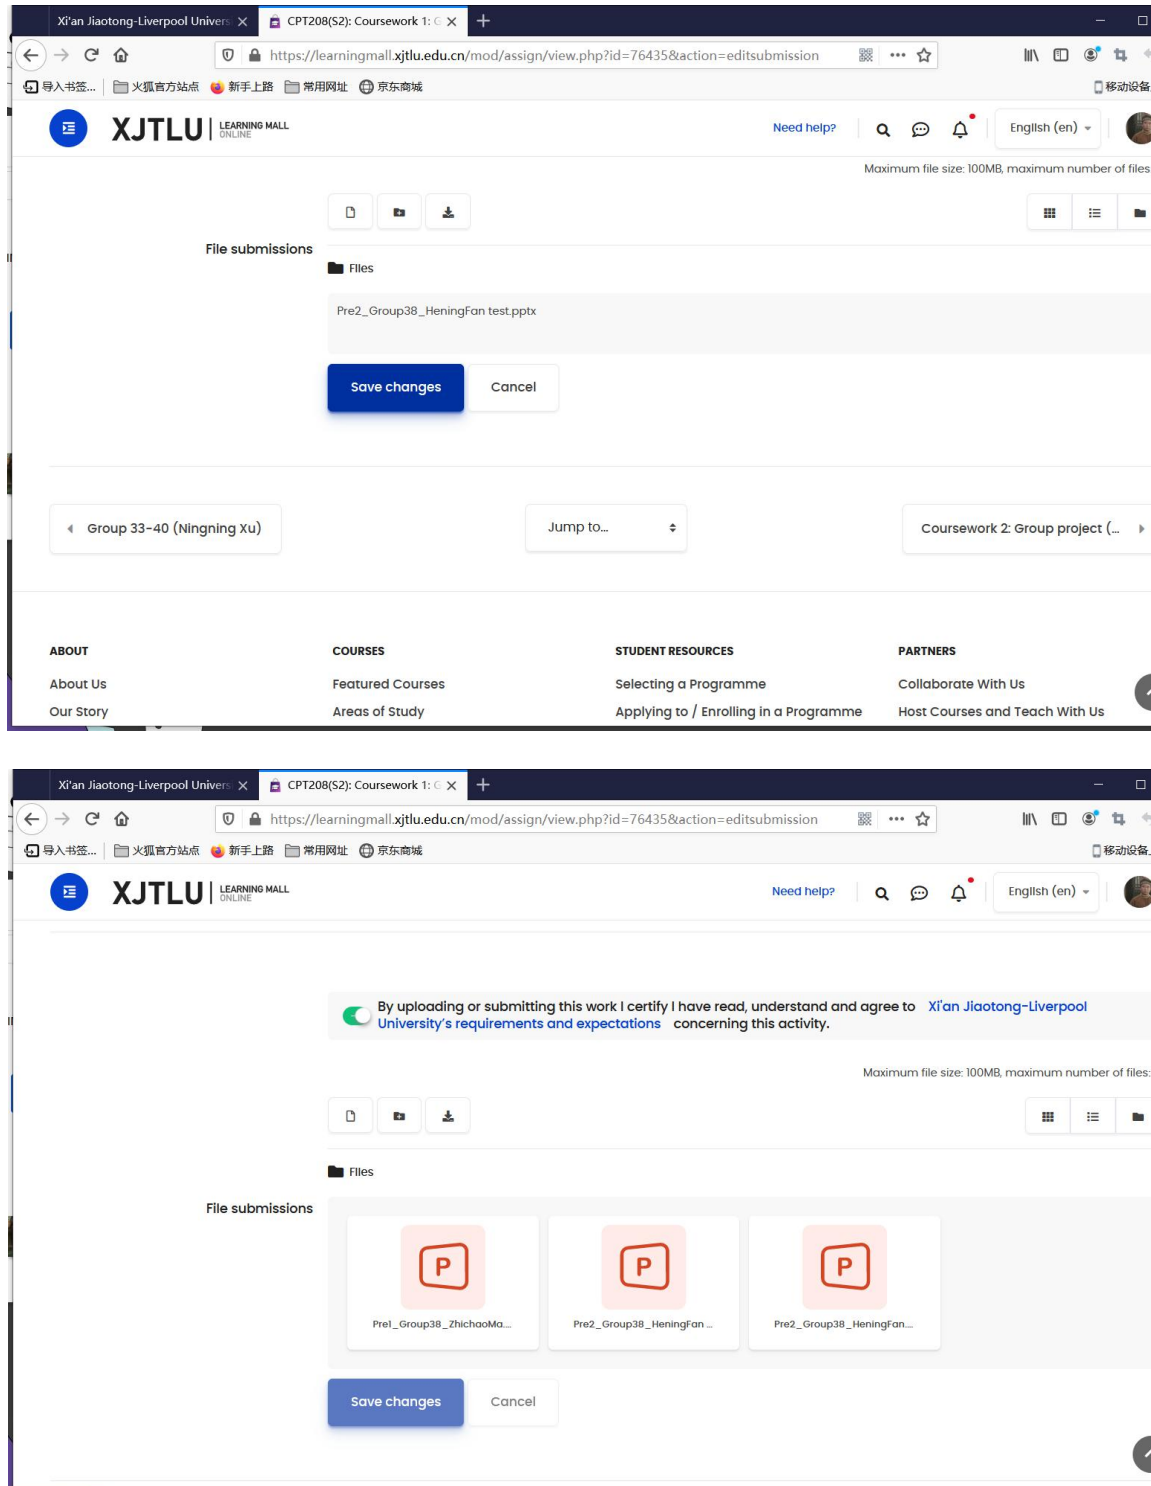 Xi'an Jiaotong-Liverpool Univers
CPT208(S2): Coursework 1: G
https://learningmall.xjtlu.edu.cn/mod/assign/view.php?id=76435&action=editsubmission
导入书签... 火狐官方站点 新手上路 常用网址 京东商城 移动设备
XJTLU LEARNING MALL ONLINE Need help? English (en)
Maximum file size: 100MB, maximum number of files
File submissions
Files
Pre2_Group38_HeningFan test.pptx
Save changes Cancel
Group 33-40 (Ningning Xu) Jump to... Coursework 2: Group project (...
ABOUT COURSES STUDENT RESOURCES PARTNERS
About Us Featured Courses Selecting a Programme Collaborate With Us
Our Story Areas of Study Applying to / Enrolling in a Programme Host Courses and Teach With Us
Xi'an Jiaotong-Liverpool Univers
CPT208(S2): Coursework 1: G
https://learningmall.xjtlu.edu.cn/mod/assign/view.php?id=76435&action=editsubmission
导入书签... 火狐官方站点 新手上路 常用网址 京东商城 移动设备
XJTLU LEARNING MALL ONLINE Need help? English (en)
By uploading or submitting this work I certify I have read, understand and agree to Xi'an Jiaotong-Liverpool
University's requirements and expectations concerning this activity.
Maximum file size: 100MB, maximum number of files:
Files
File submissions
P P P
Pre1_Group38_ZhichaoMa... Pre2_Group38_HeningFan ... Pre2_Group38_HeningFan...
Save changes Cancel